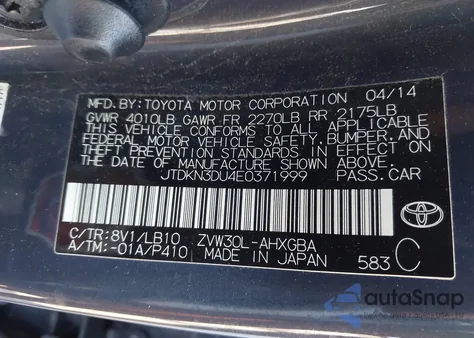 MFD. BY: TOYOTA MOTOR CORPORATION 04/14
GVWR 4010LB GAWR FR 2270LB RR 2175LB
THIS VEHICLE CONFORMS TO ALL APPLICABLE
FEDERAL MOTOR VEHICLE SAFETY, BUMPER, AND
THEFT PREVENTION STANDARDS IN EFFECT ON
THE DATE OF MANUFACTURE SHOWN ABOVE.
JTDKN3DU4E0371999 PASS.CAR
C/TR:8V1/LB10 ZVW30L-AHXGBA
A/TM:-01A/P410 MADE IN JAPAN 583 C
TOYOTA
autoSnap